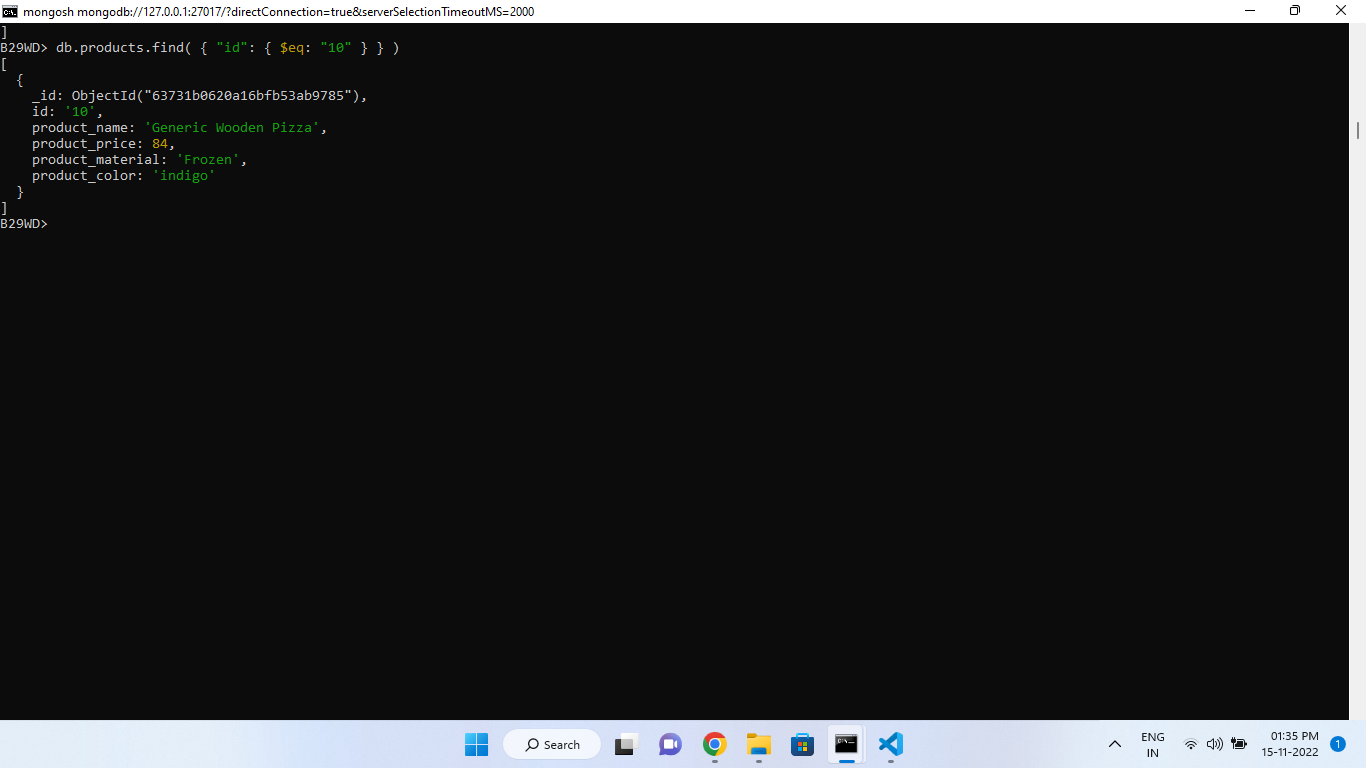 mongosh mongodb://127.0.0.1:27017/?directConnection=true&serverSelectionTimeoutMS=2000
]
B29WD> db.products.find( { "id": { $eq: "10" } } )
[
  {
    _id: ObjectId("63731b0620a16bfb53ab9785"),
    id: '10',
    product_name: 'Generic Wooden Pizza',
    product_price: 84,
    product_material: 'Frozen',
    product_color: 'indigo'
  }
]
B29WD>
Search
ENG
IN
01:35 PM
15-11-2022
1